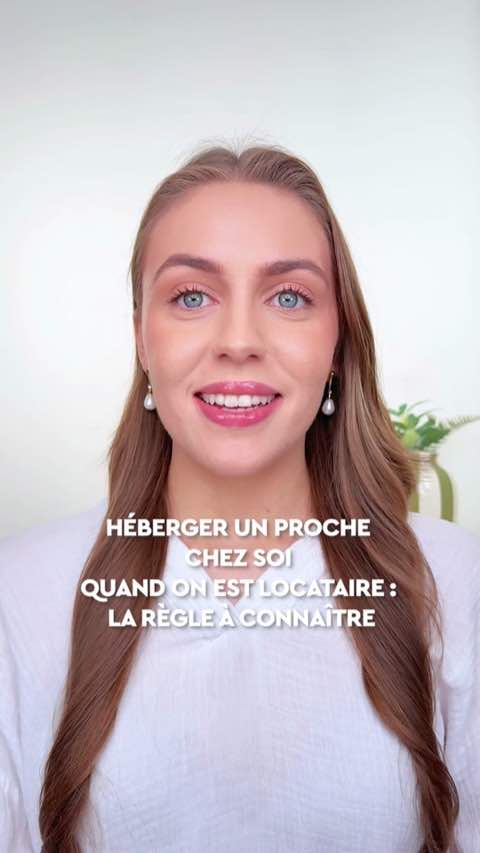 HÉBERGER UN PROCHE
CHEZ SOI
QUAND ON EST LOCATAIRE :
LA RÈGLE À CONNAÎTRE